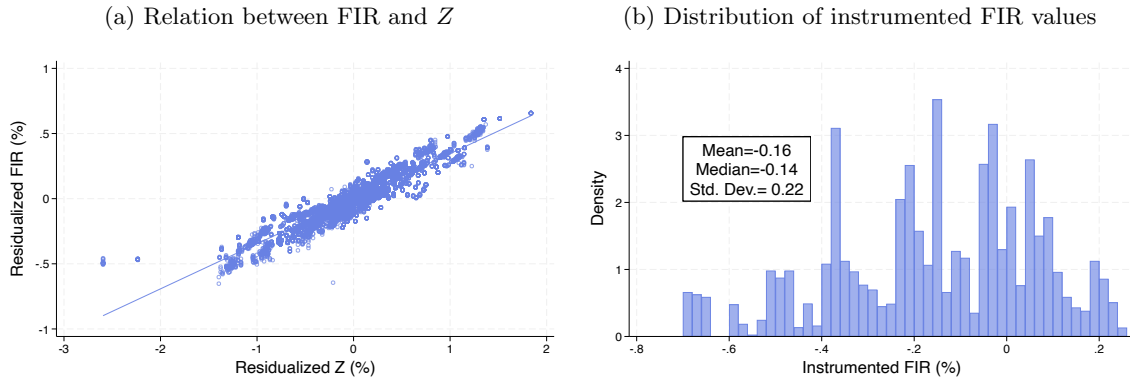 (a) Relation between FIR and Z
(b) Distribution of instrumented FIR values
1
.5
0
-.5
-1
Residualized FIR (%)
-3
-2
-1
0
1
2
Residualized Z (%)
4
3
2
1
0
Density
Mean=-0.16
Median=-0.14
Std. Dev.= 0.22
-.8
-.6
-.4
-.2
0
.2
Instrumented FIR (%)